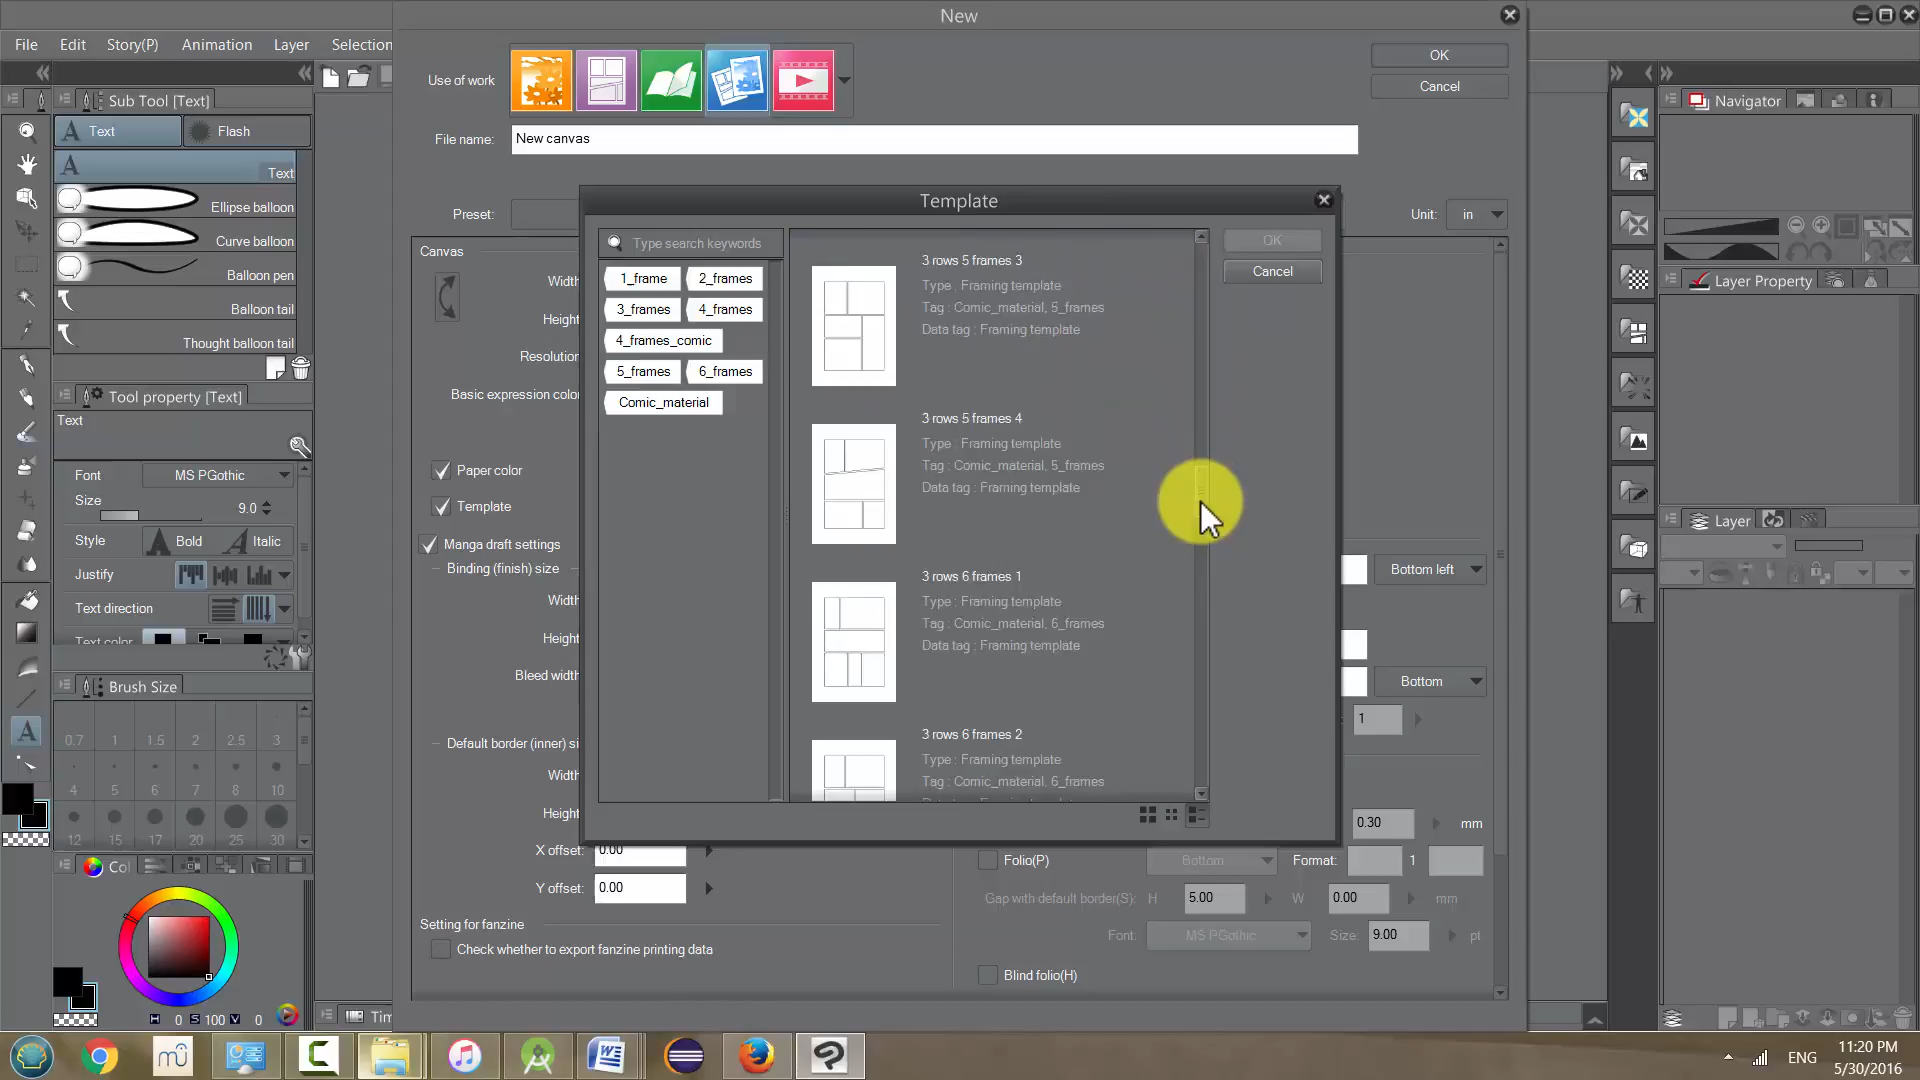 New
File Edit Story(P) Animation Layer Selection
Use of work
OK
Cancel
Sub Tool [Text]
Text Flash
Text
Ellipse balloon
Curve balloon
Balloon pen
Balloon tail
Thought balloon tail
Tool property [Text]
Text
Font MS PGothic
Size 9.0
Style Bold Italic
Justify
Text direction
Text color
Brush Size
0.7 1 1.5 2 2.5 3
4 5 6 7 8 10
12 15 17 20 25 30
Col
H 0 S 100 V 0
File name: New canvas
Preset:
Unit: in
Canvas
Width
Height
Resolution
Basic expression color
Paper color
Template
Manga draft settings
Binding (finish) size
Width
Height
Bleed width
Default border (inner) si
Width
Height
X offset: 0.00
Y offset: 0.00
Setting for fanzine
Check whether to export fanzine printing data
Template
Type search keywords
1_frame 2_frames
3_frames 4_frames
4_frames_comic
5_frames 6_frames
Comic_material
3 rows 5 frames 3
Type : Framing template
Tag : Comic_material, 5_frames
Data tag : Framing template
3 rows 5 frames 4
Type : Framing template
Tag : Comic_material, 5_frames
Data tag : Framing template
3 rows 6 frames 1
Type : Framing template
Tag : Comic_material, 6_frames
Data tag : Framing template
3 rows 6 frames 2
Type : Framing template
Tag : Comic_material, 6_frames
OK
Cancel
Bottom left
Bottom
1
0.30 mm
Folio(P) Bottom Format: 1
Gap with default border(S): H 5.00 W 0.00 mm
Font: MS PGothic Size: 9.00 pt
Blind folio(H)
Navigator
Layer Property
Layer
Tim
ENG
11:20 PM
5/30/2016